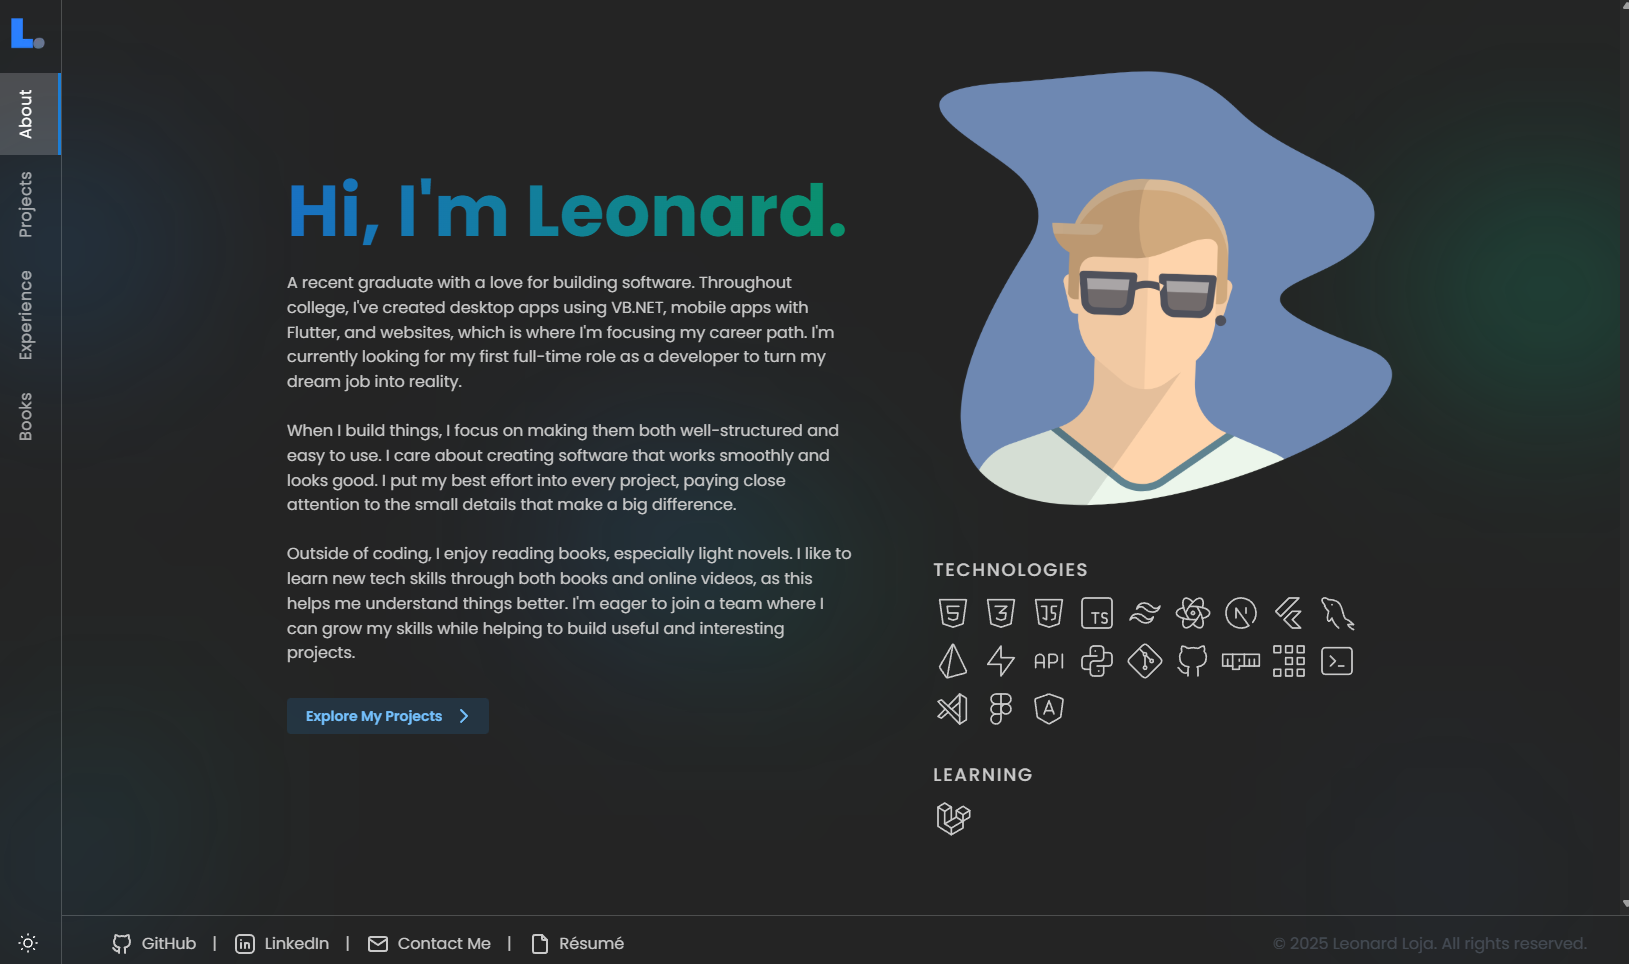 L.
About
Projects
Experience
Books
Hi, I'm Leonard.
A recent graduate with a love for building software. Throughout
college, I've created desktop apps using VB.NET, mobile apps with
Flutter, and websites, which is where I'm focusing my career path. I'm
currently looking for my first full-time role as a developer to turn my
dream job into reality.
When I build things, I focus on making them both well-structured and
easy to use. I care about creating software that works smoothly and
looks good. I put my best effort into every project, paying close
attention to the small details that make a big difference.
Outside of coding, I enjoy reading books, especially light novels. I like to
learn new tech skills through both books and online videos, as this
helps me understand things better. I'm eager to join a team where I
can grow my skills while helping to build useful and interesting
projects.
Explore My Projects
TECHNOLOGIES
5 3 JS TS N
API
A
LEARNING
GitHub | in LinkedIn | Contact Me | Résumé
© 2025 Leonard Loja. All rights reserved.